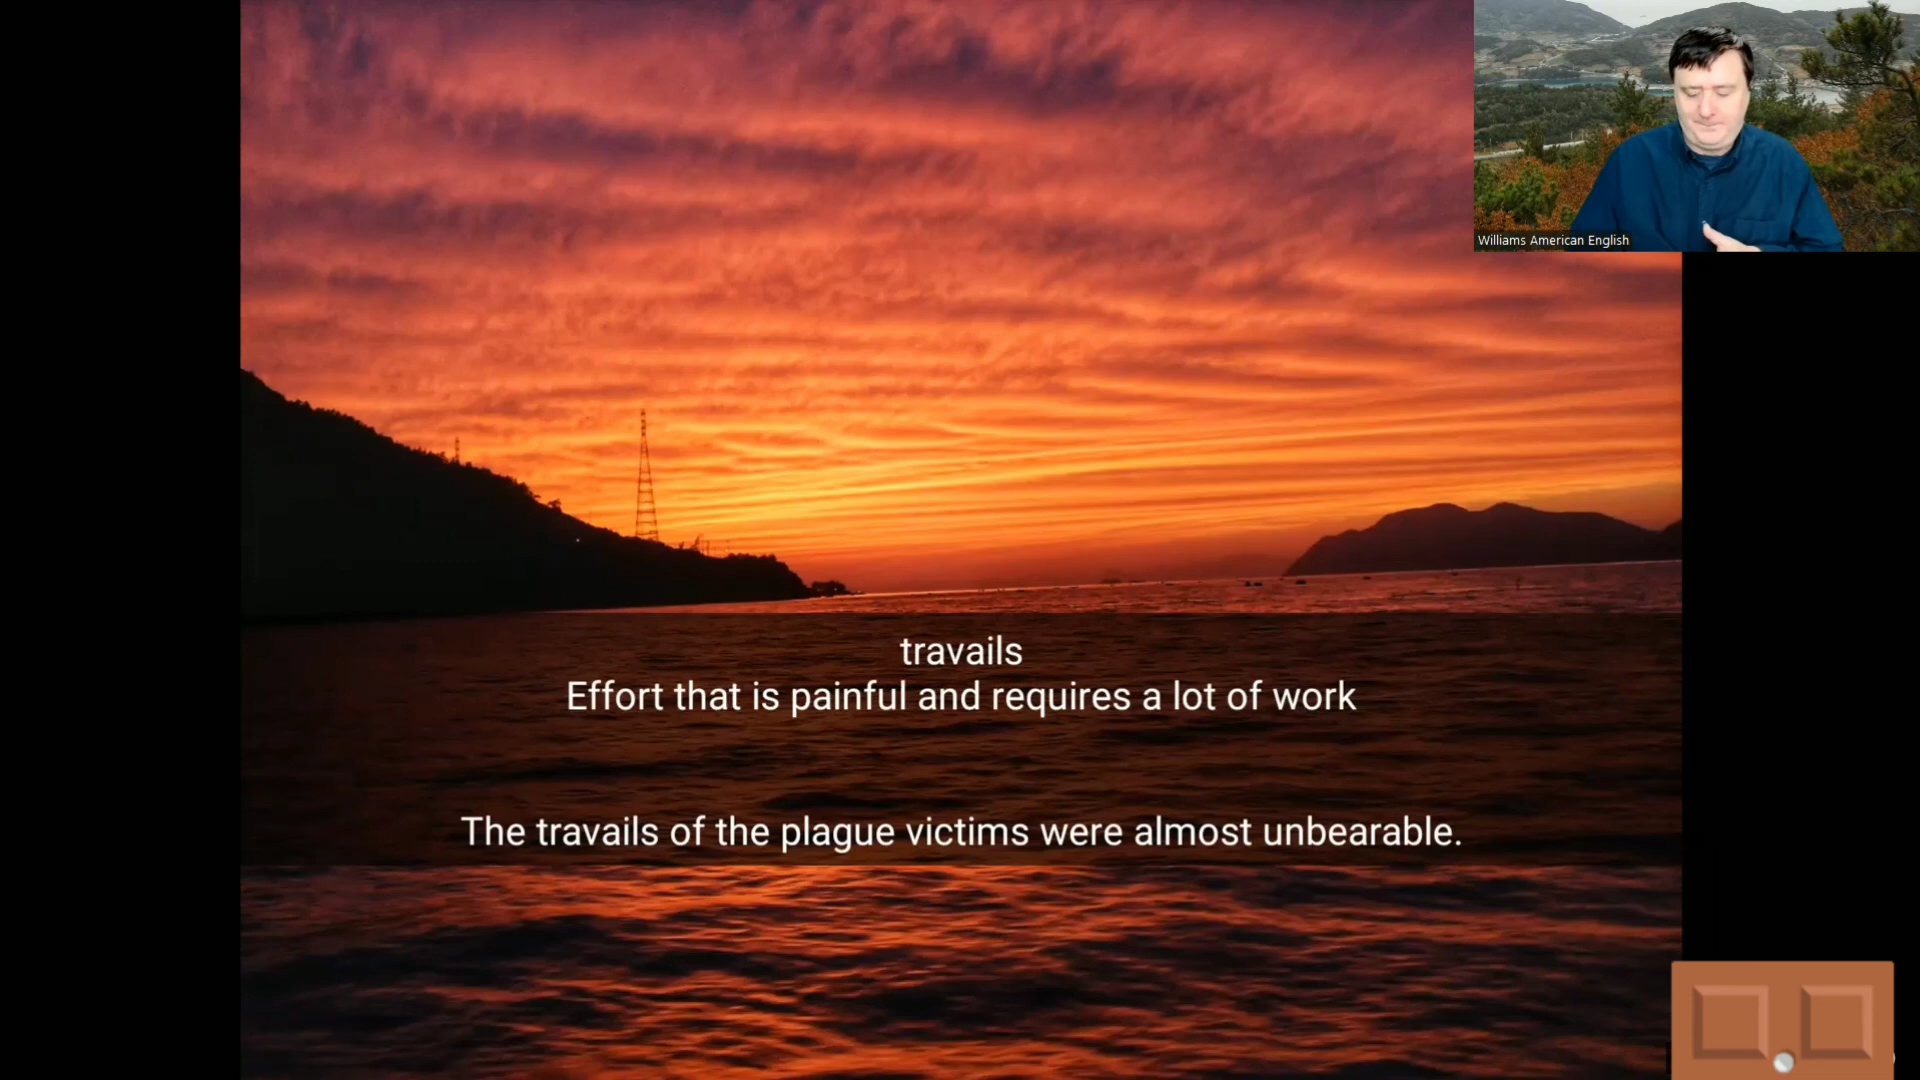 Williams American English
travails
Effort that is painful and requires a lot of work
The travails of the plague victims were almost unbearable.